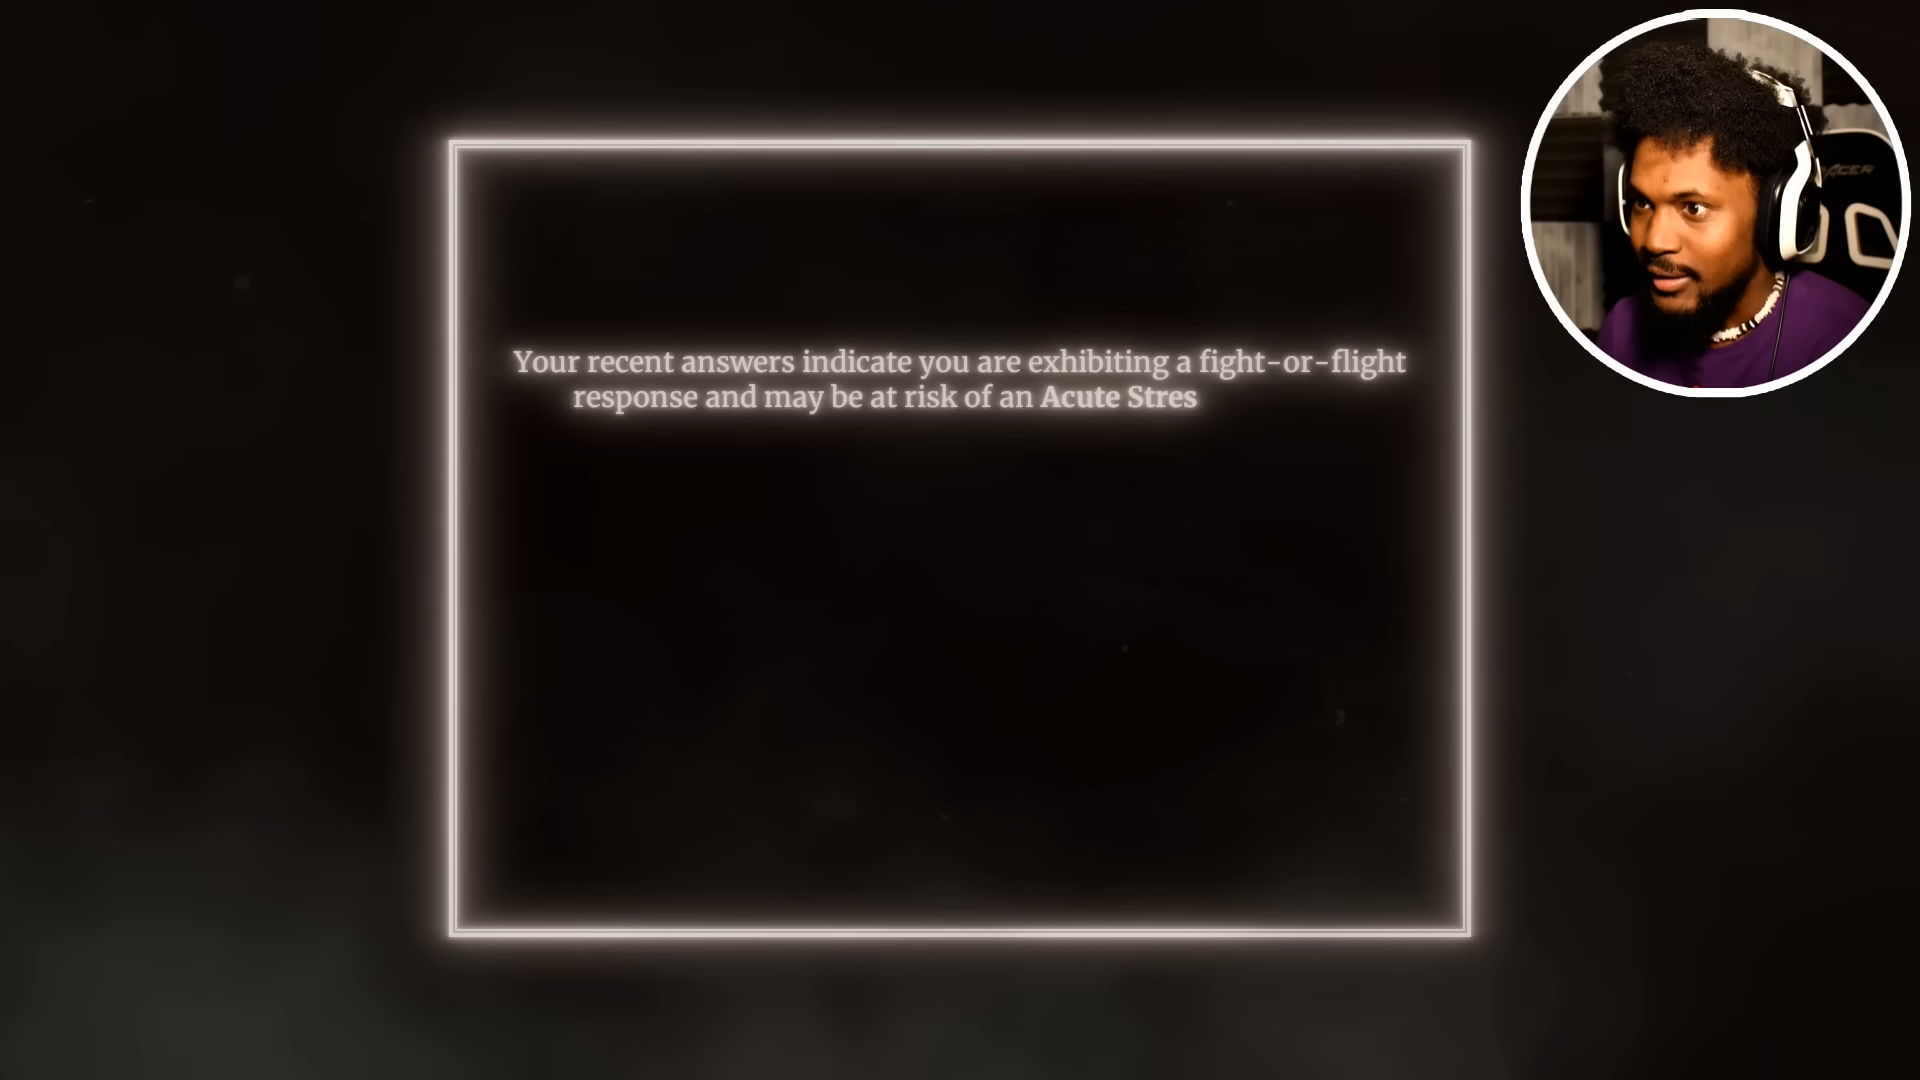 Your recent answers indicate you are exhibiting a fight-or-flight
response and may be at risk of an Acute Stres